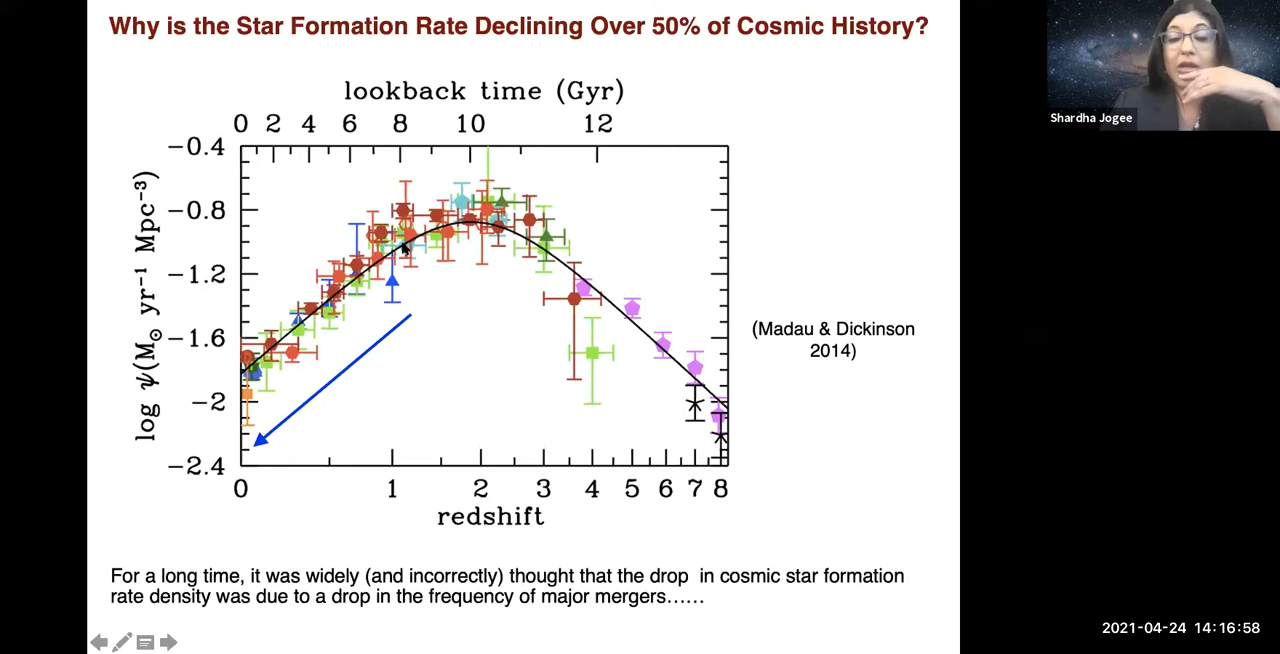 Why is the Star Formation Rate Declining Over 50% of Cosmic History?
Shardha Jogee
lookback time (Gyr)
0 2 4 6 8 10 12
−0.4
−0.8
−1.2
−1.6
−2
−2.4
log ψ(M⊙ yr⁻¹ Mpc⁻³)
(Madau & Dickinson
2014)
0 1 2 3 4 5 6 7 8
redshift
For a long time, it was widely (and incorrectly) thought that the drop in cosmic star formation
rate density was due to a drop in the frequency of major mergers……
2021-04-24 14:16:58